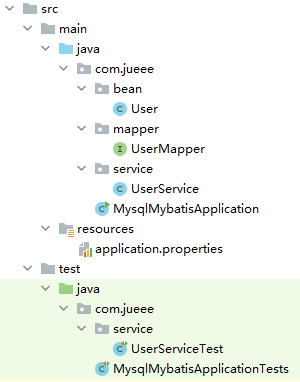 src
main
java
com.jueee
bean
User
mapper
UserMapper
service
UserService
MysqlMybatisApplication
resources
application.properties
test
java
com.jueee
service
UserServiceTest
MysqlMybatisApplicationTests